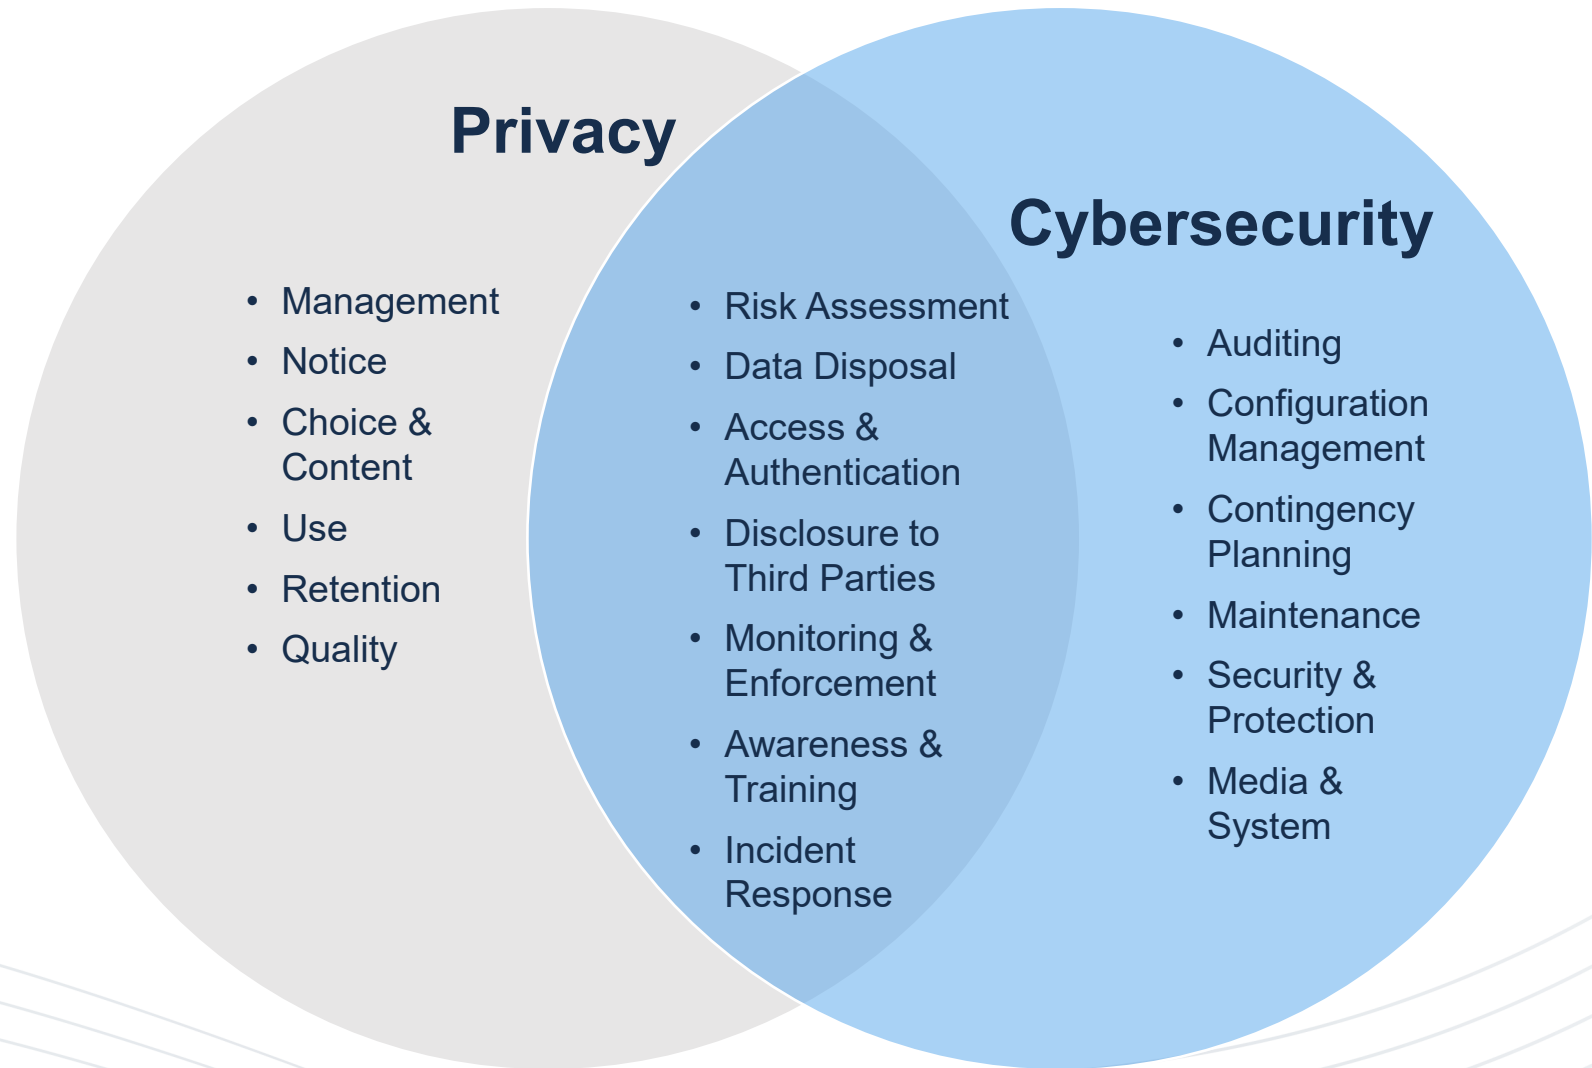 Privacy
• Management
• Notice
• Choice &
Content
• Use
• Retention
• Quality
• Risk Assessment
• Data Disposal
• Access &
Authentication
• Disclosure to
Third Parties
• Monitoring &
Enforcement
• Awareness &
Training
• Incident
Response
Cybersecurity
• Auditing
• Configuration
Management
• Contingency
Planning
• Maintenance
• Security &
Protection
• Media &
System